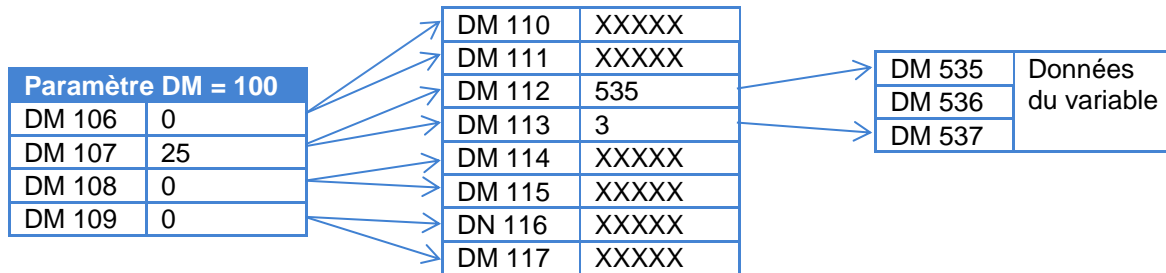 Paramètre DM = 100
DM 106 0
DM 107 25
DM 108 0
DM 109 0
DM 110 XXXXX
DM 111 XXXXX
DM 112 535
DM 113 3
DM 114 XXXXX
DM 115 XXXXX
DN 116 XXXXX
DM 117 XXXXX
DM 535 Données
DM 536 du variable
DM 537